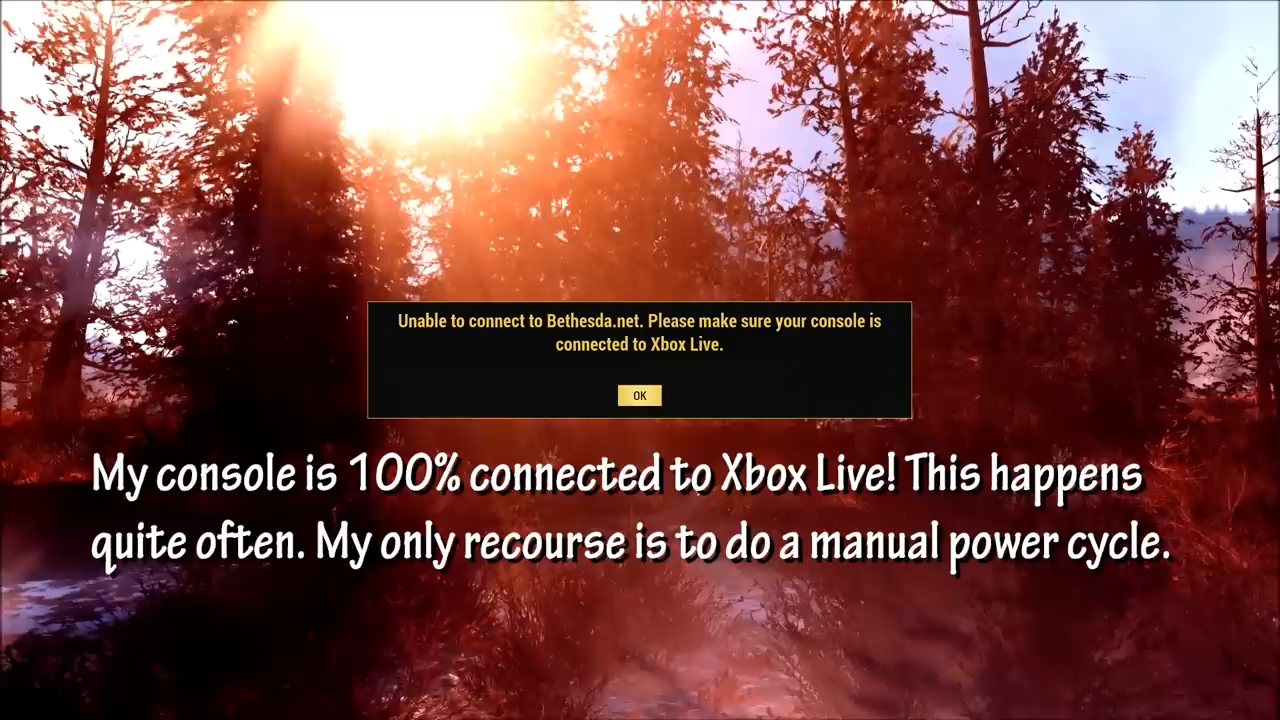 Unable to connect to Bethesda.net. Please make sure your console is
connected to Xbox Live.
OK
My console is 100% connected to Xbox Live! This happens
quite often. My only recourse is to do a manual power cycle.